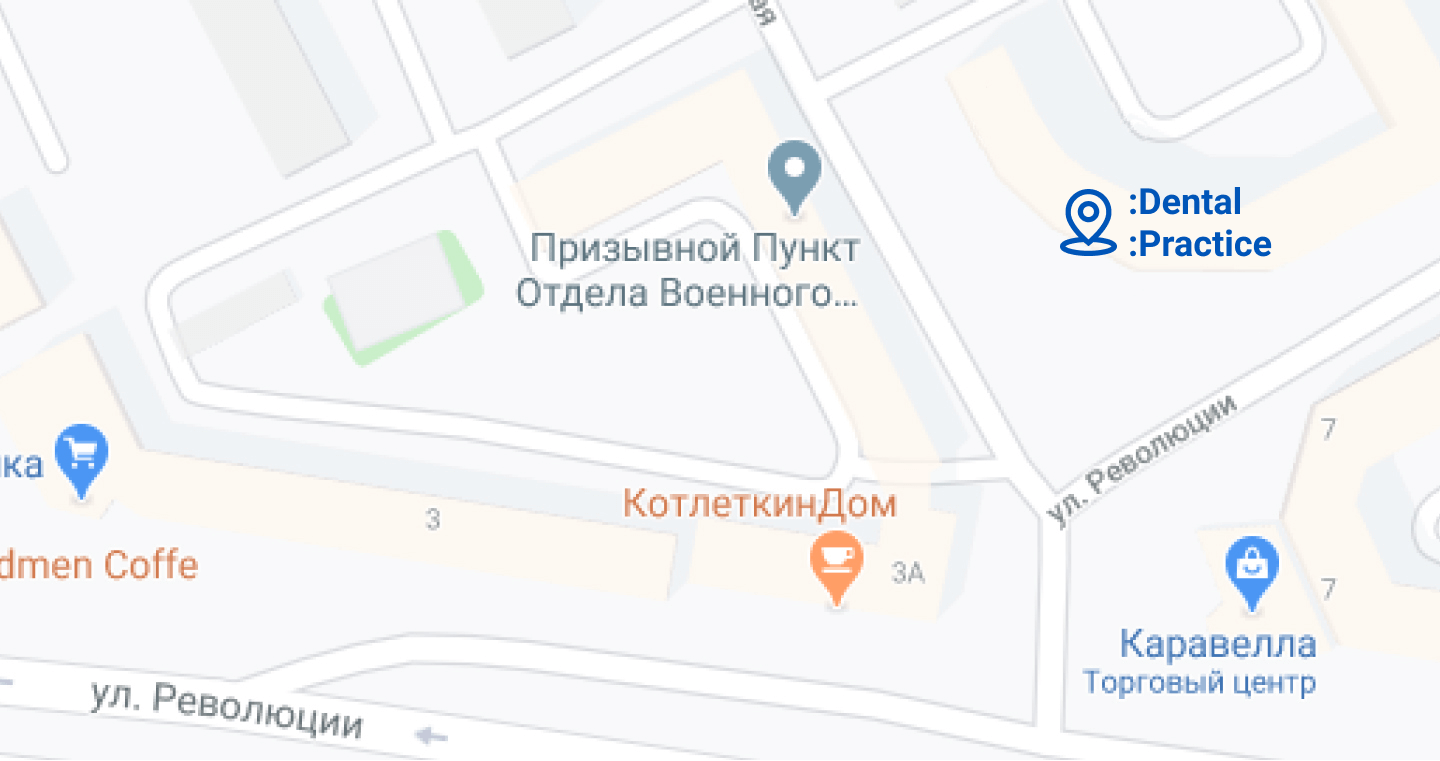 :Dental
:Practice
Призывной Пункт
Отдела Военного...
ул. Революции
7
КотлеткинДом
3
3А
dmen Coffe
7
Каравелла
Торговый центр
ул. Революции